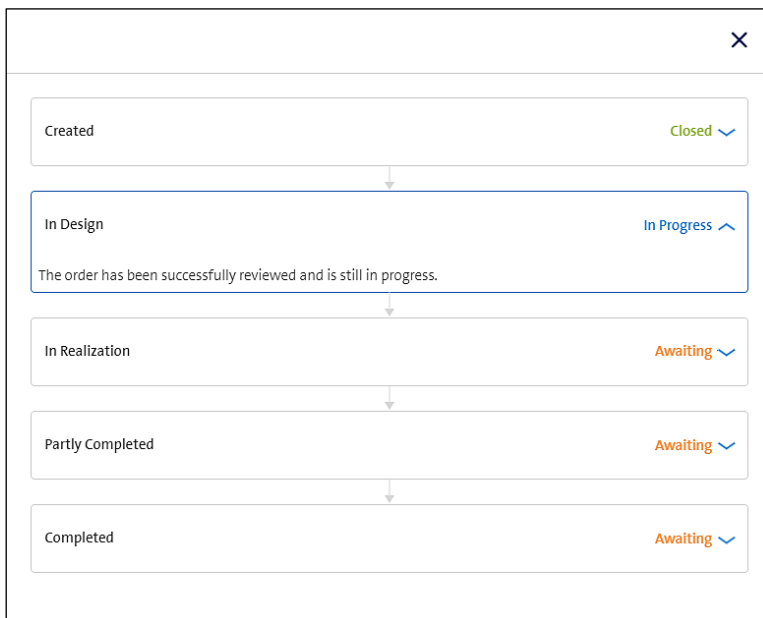 Created
Closed
In Design
In Progress
The order has been successfully reviewed and is still in progress.
In Realization
Awaiting
Partly Completed
Awaiting
Completed
Awaiting